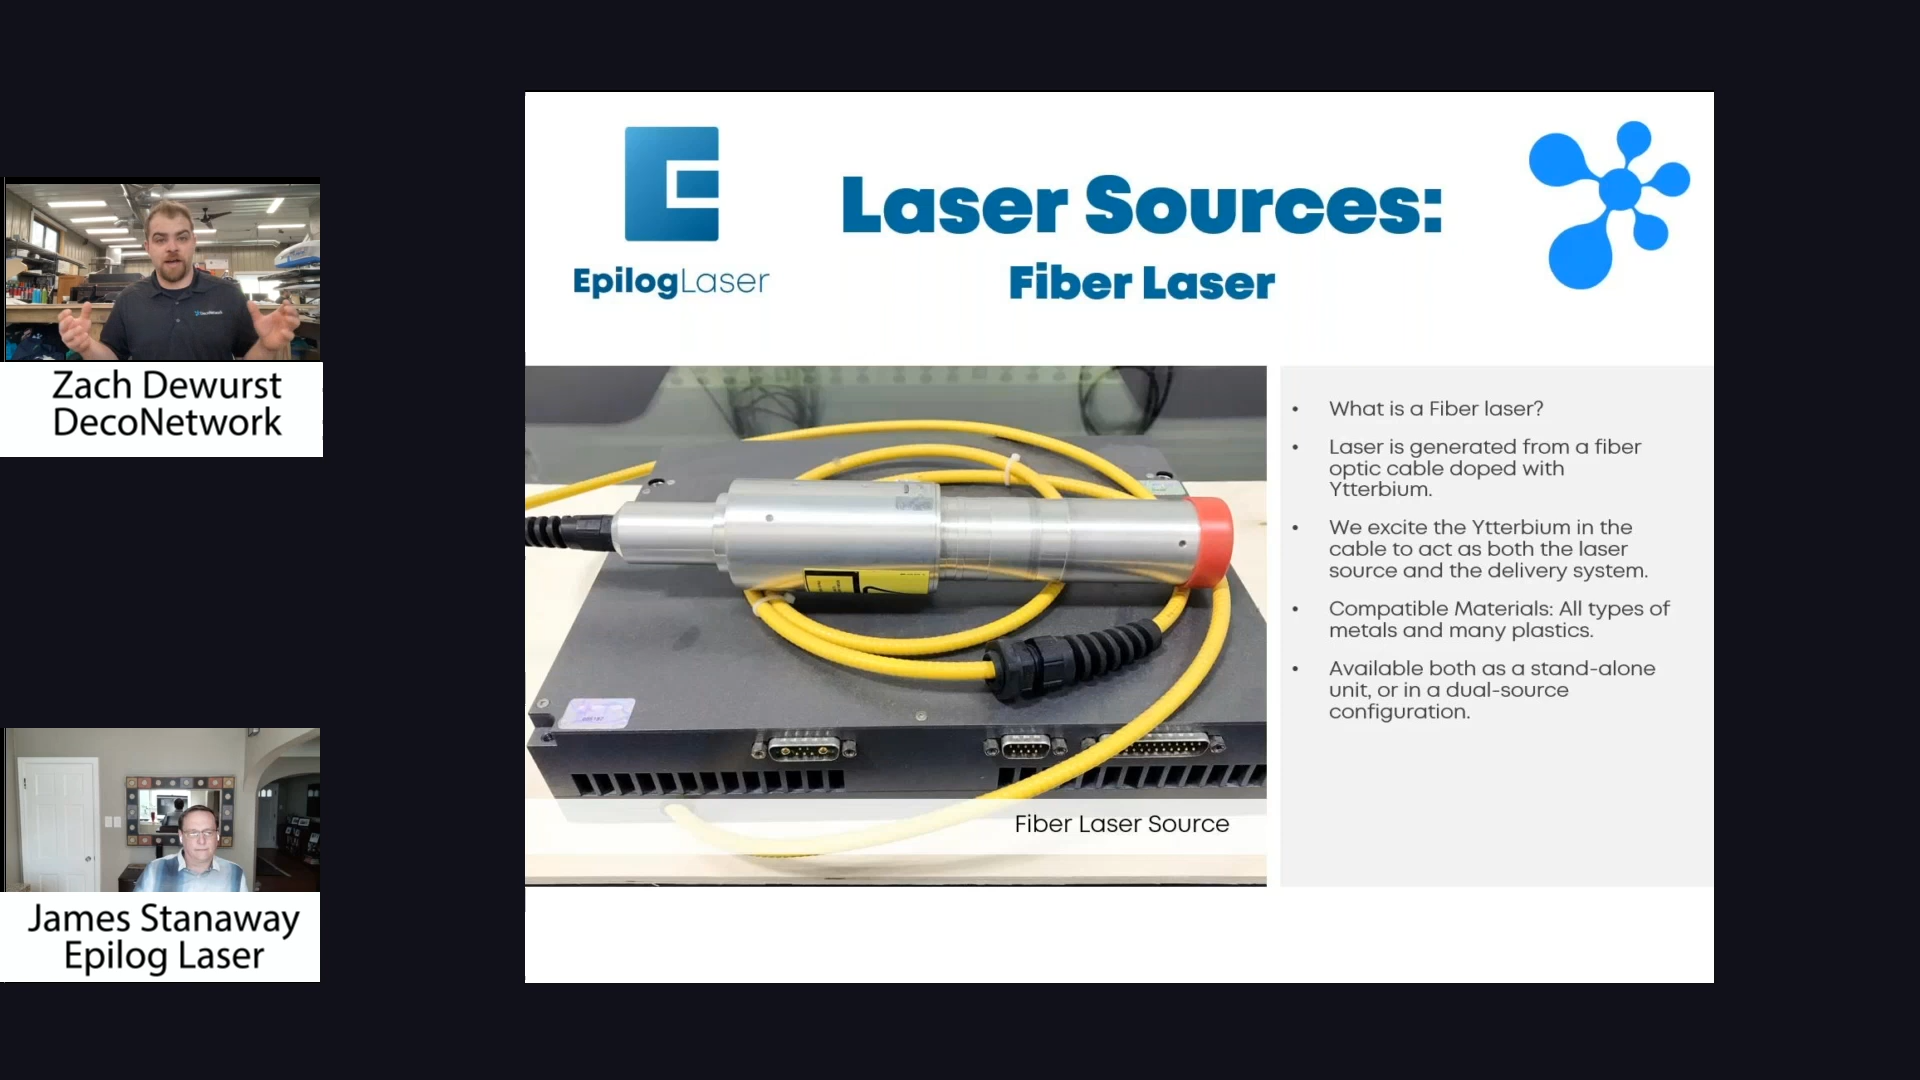 Zach Dewurst
DecoNetwork
James Stanaway
Epilog Laser
EpilogLaser
Laser Sources:
Fiber Laser
Fiber Laser Source
• What is a Fiber laser?
• Laser is generated from a fiber
optic cable doped with
Ytterbium.
• We excite the Ytterbium in the
cable to act as both the laser
source and the delivery system.
• Compatible Materials: All types of
metals and many plastics.
• Available both as a stand-alone
unit, or in a dual-source
configuration.